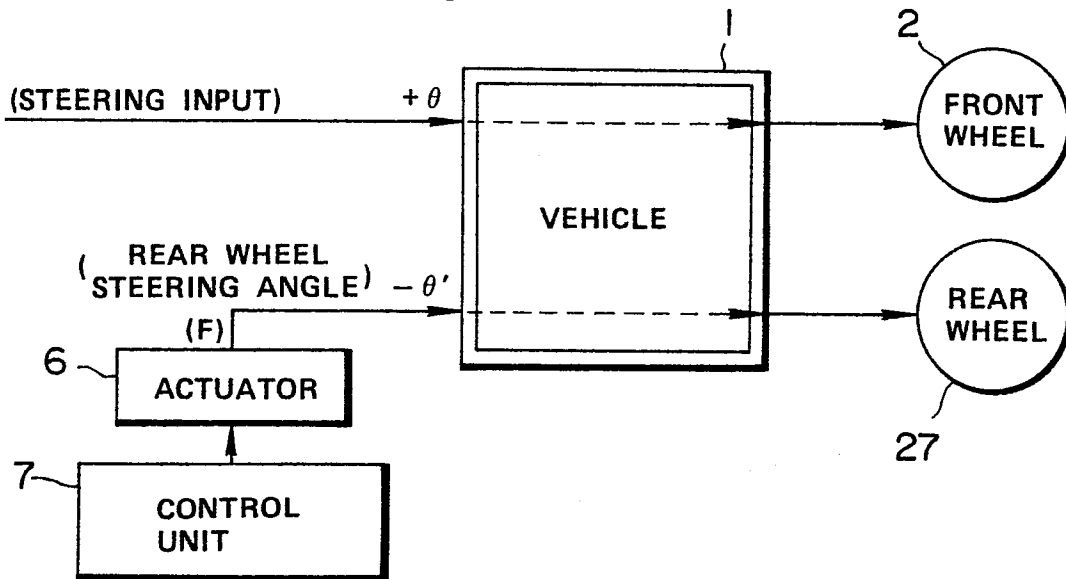 1
2
(STEERING INPUT) +θ
FRONT
WHEEL
VEHICLE
(REAR WHEEL
STEERING ANGLE) -θ'
(F)
REAR
WHEEL
6
ACTUATOR
27
7
CONTROL
UNIT